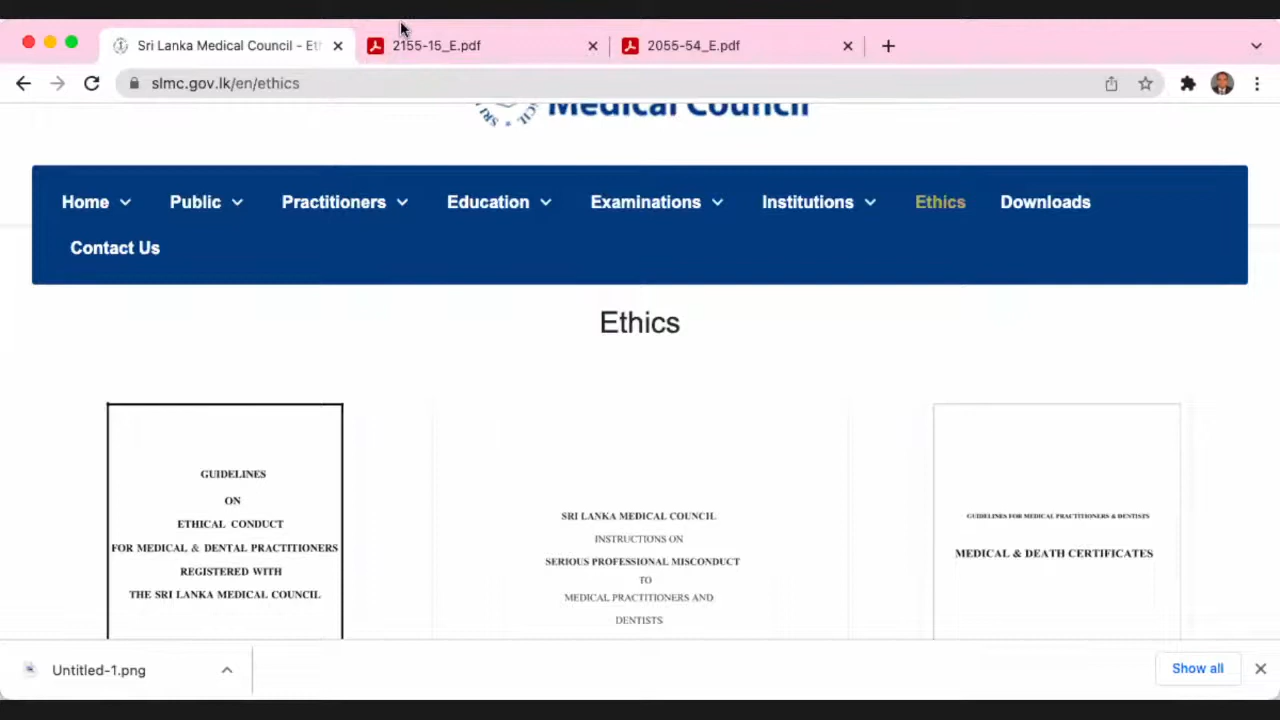 Sri Lanka Medical Council - Et
2155-15_E.pdf
2055-54_E.pdf
slmc.gov.lk/en/ethics
Medical Council
Home
Public
Practitioners
Education
Examinations
Institutions
Ethics
Downloads
Contact Us
Ethics
GUIDELINES
ON
ETHICAL CONDUCT
FOR MEDICAL & DENTAL PRACTITIONERS
REGISTERED WITH
THE SRI LANKA MEDICAL COUNCIL
SRI LANKA MEDICAL COUNCIL
INSTRUCTIONS ON
SERIOUS PROFESSIONAL MISCONDUCT
TO
MEDICAL PRACTITIONERS AND
DENTISTS
GUIDELINES FOR MEDICAL PRACTITIONERS & DENTISTS
MEDICAL & DEATH CERTIFICATES
Untitled-1.png
Show all